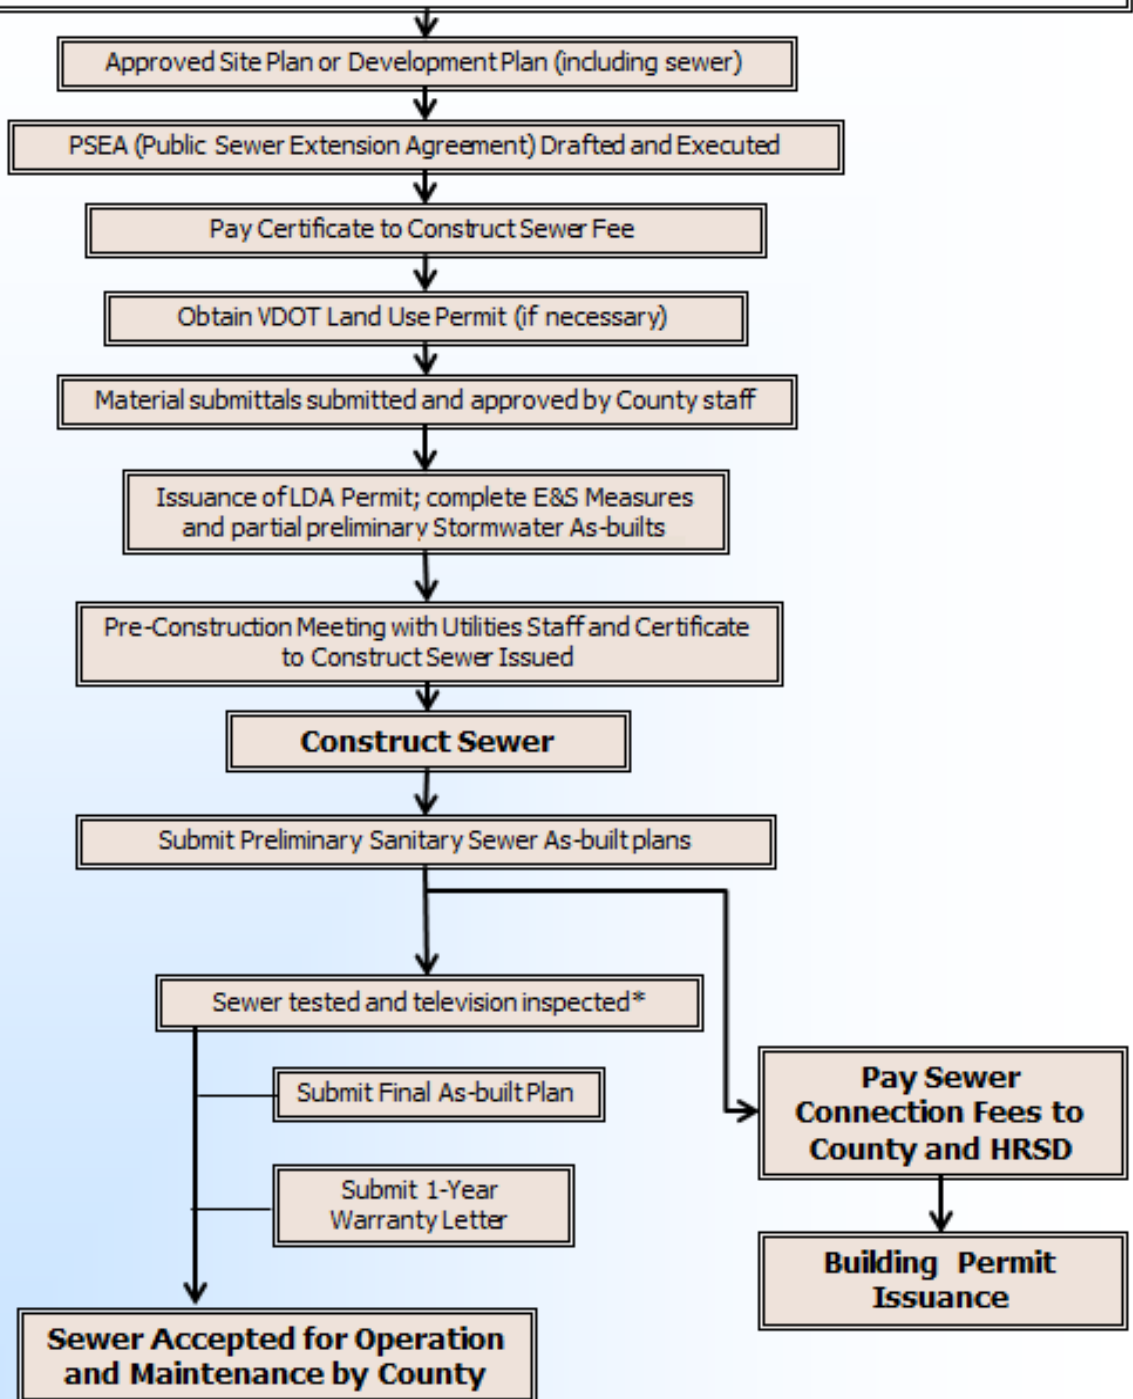 Approved Site Plan or Development Plan (including sewer)
PSEA (Public Sewer Extension Agreement) Drafted and Executed
Pay Certificate to Construct Sewer Fee
Obtain VDOT Land Use Permit (if necessary)
Material submittals submitted and approved by County staff
Issuance of LDA Permit; complete E&S Measures
and partial preliminary Stormwater As-builts
Pre-Construction Meeting with Utilities Staff and Certificate
to Construct Sewer Issued
Construct Sewer
Submit Preliminary Sanitary Sewer As-built plans
Sewer tested and television inspected*
Submit Final As-built Plan
Submit 1-Year
Warranty Letter
Sewer Accepted for Operation
and Maintenance by County
Pay Sewer
Connection Fees to
County and HRSD
Building Permit
Issuance